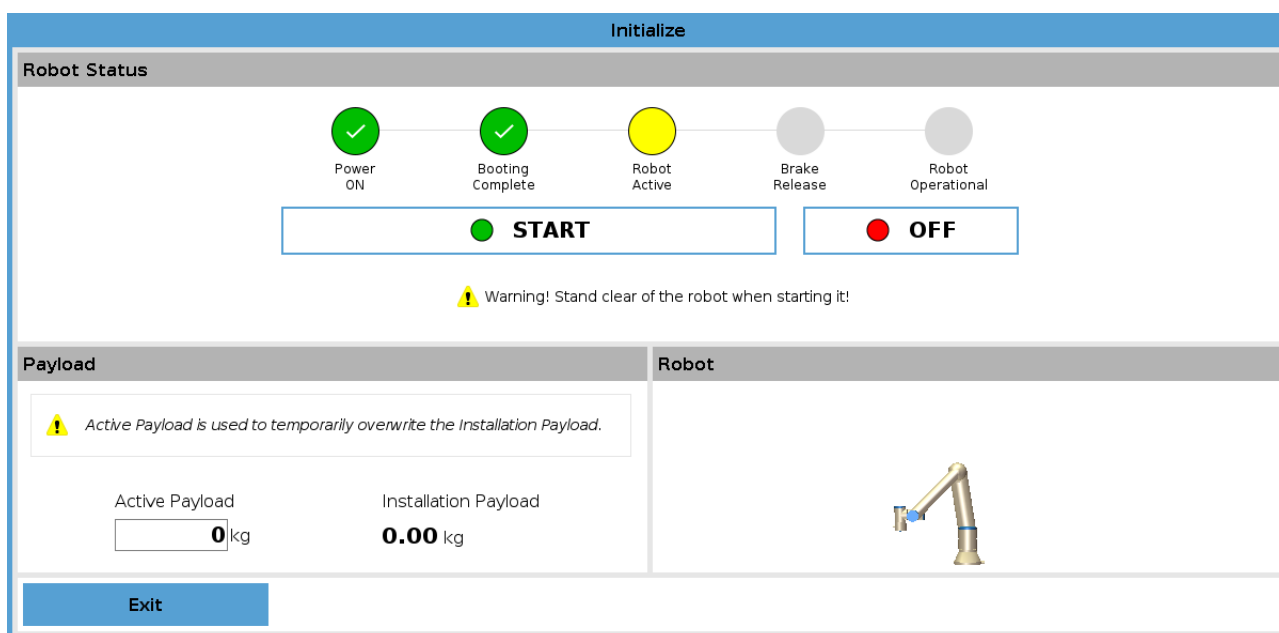 Initialize
Robot Status
Power
ON
Booting
Complete
Robot
Active
Brake
Release
Robot
Operational
START
OFF
Warning! Stand clear of the robot when starting it!
Payload
Robot
Active Payload is used to temporarily overwrite the Installation Payload.
Active Payload
Installation Payload
0 kg
0.00 kg
Exit